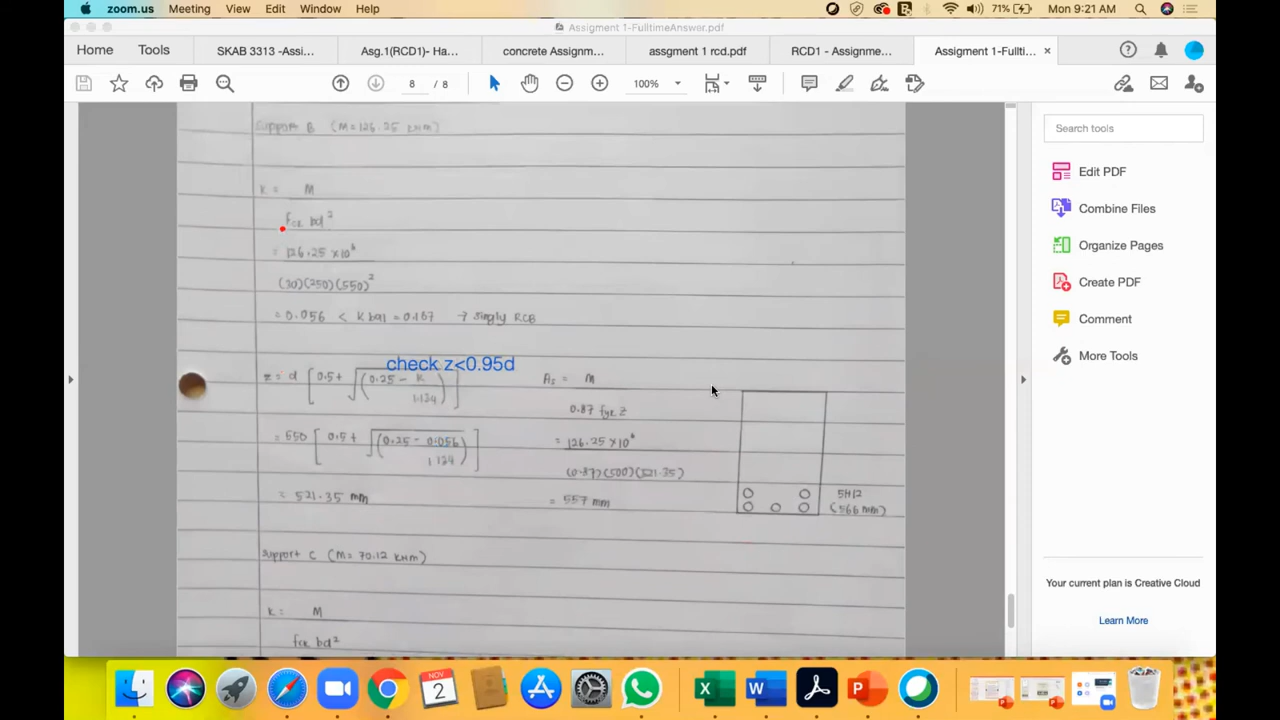 zoom.us Meeting View Edit Window Help 71% Mon 9:21 AM
Assigment 1-FulltimeAnswer.pdf
Home Tools SKAB 3313 -Assi... Asg.1(RCD1)- Ha... concrete Assignm... assgment 1 rcd.pdf RCD1 - Assignme... Assigment 1-Fullti... ×
8 / 8 100%
Support B (M=126.25 kNm)
k = M
fck bd²
= 126.25 x10⁶
(30)(250)(550)²
= 0.056 < k bal = 0.167 → singly RCB
check z<0.95d
z = d [ 0.5+ √(0.25 - k
1.134) ]
As = M
0.87 fyk z
= 550 [ 0.5+ √(0.25 - 0.056
1.134) ]
= 126.25 x10⁶
(0.87)(500)(521.35)
= 521.35 mm
= 557 mm
5H12
(566 mm)
Support C (M= 70.12 kNm)
k = M
fck bd²
Search tools
Edit PDF
Combine Files
Organize Pages
Create PDF
Comment
More Tools
Your current plan is Creative Cloud
Learn More
NOV
2